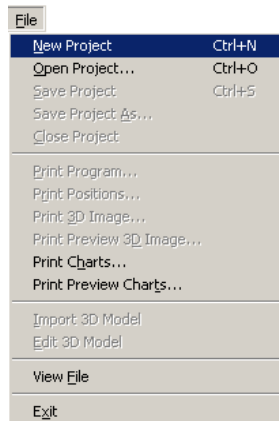 File
New Project Ctrl+N
Open Project... Ctrl+O
Save Project Ctrl+S
Save Project As...
Close Project
Print Program...
Print Positions...
Print 3D Image...
Print Preview 3D Image...
Print Charts...
Print Preview Charts...
Import 3D Model
Edit 3D Model
View File
Exit